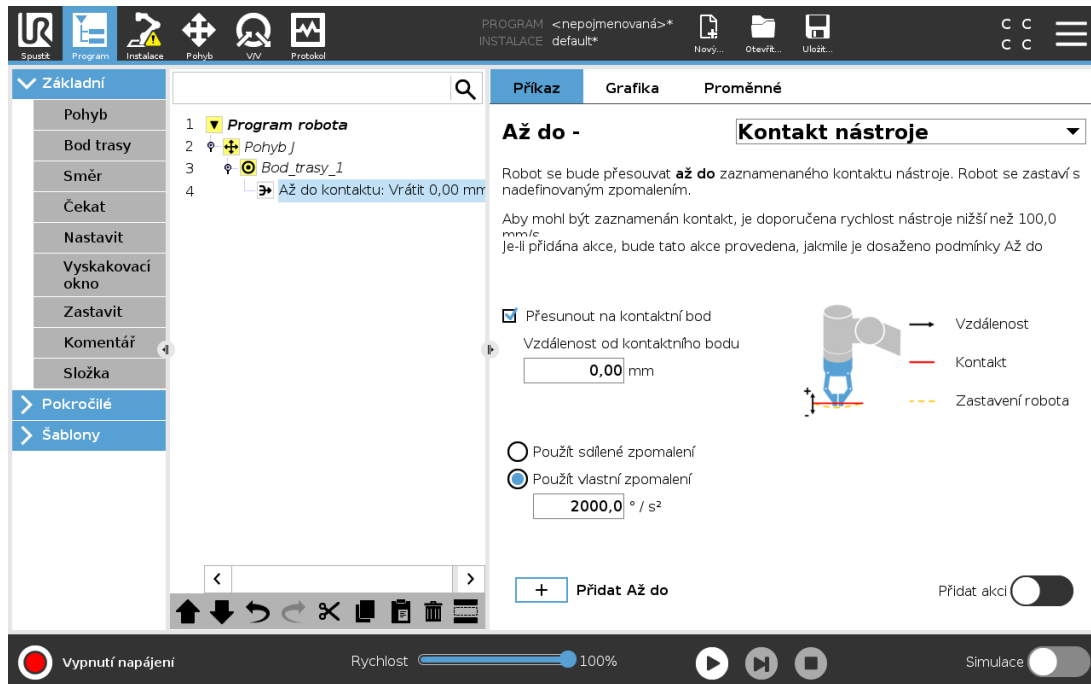 PROGRAM <nepojmenovaná>*
INSTALACE default*
Spustit Program Instalace Pohyb V/V Protokol Nový... Otevřít... Uložit...
C C
C C
Základní
Pohyb
Bod trasy
Směr
Čekat
Nastavit
Vyskakovací
okno
Zastavit
Komentář
Složka
Pokročilé
Šablony
1 Program robota
2 Pohyb J
3 Bod_trasy_1
4 Až do kontaktu: Vrátit 0,00 mm
Příkaz Grafika Proměnné
Až do - Kontakt nástroje
Robot se bude přesouvat až do zaznamenaného kontaktu nástroje. Robot se zastaví s
nadefinovaným zpomalením.
Aby mohl být zaznamenán kontakt, je doporučena rychlost nástroje nižší než 100,0
mm/s
Je-li přidána akce, bude tato akce provedena, jakmile je dosaženo podmínky Až do
Přesunout na kontaktní bod
Vzdálenost od kontaktního bodu
0,00 mm
+
-
Vzdálenost
Kontakt
Zastavení robota
Použít sdílené zpomalení
Použít vlastní zpomalení
2000,0 ° / s²
+ Přidat Až do
Přidat akci
Vypnutí napájení
Rychlost 100%
Simulace